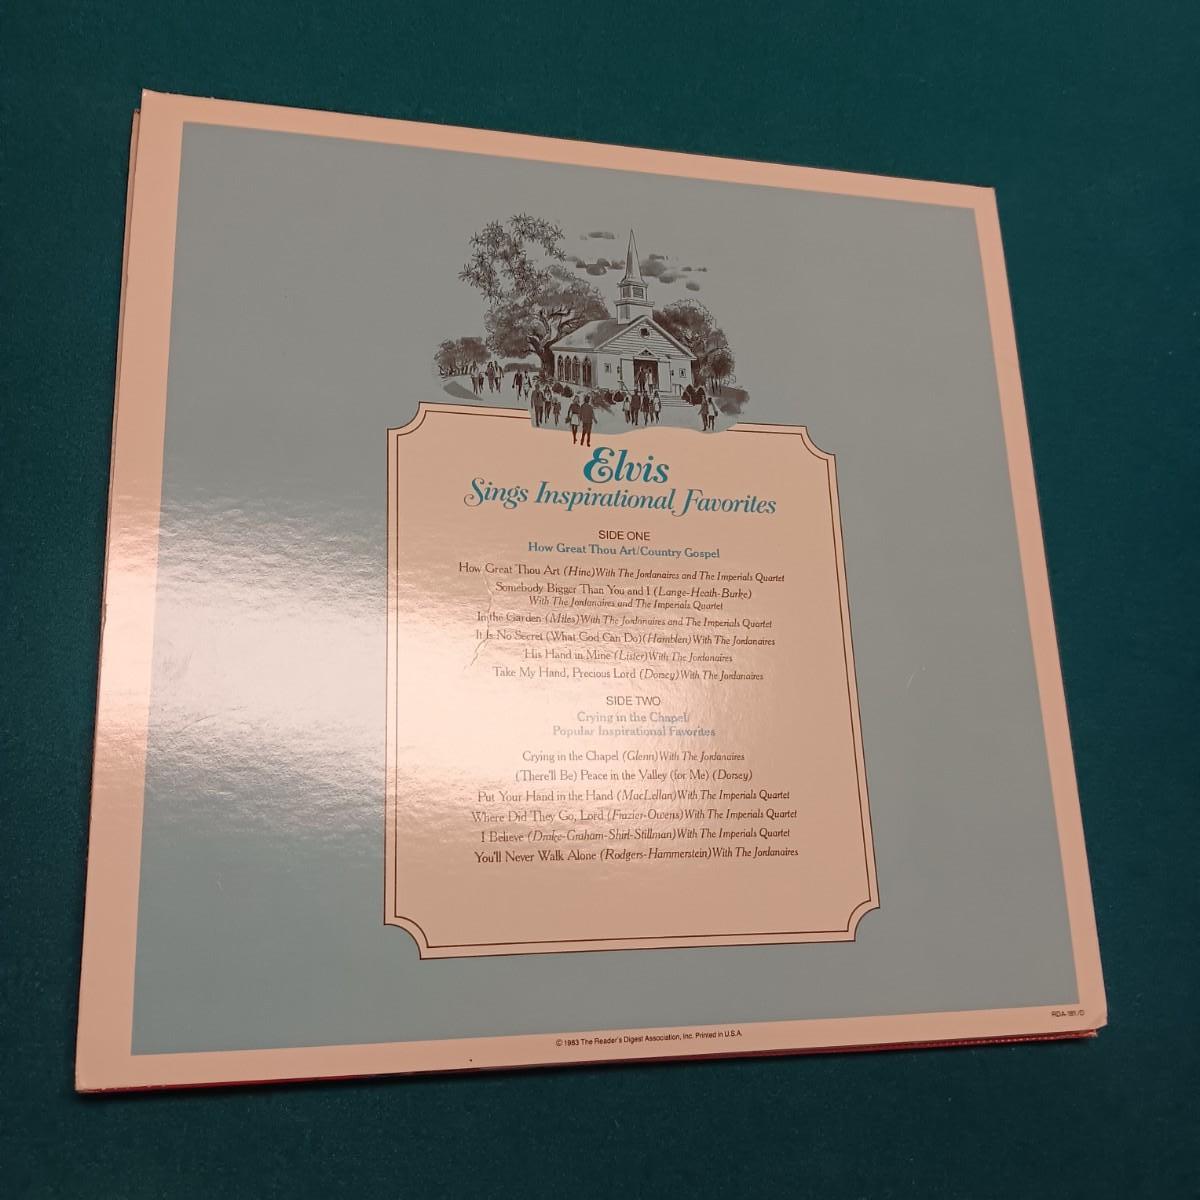 Elvis
Sings Inspirational Favorites
SIDE ONE
How Great Thou Art/Country Gospel
How Great Thou Art (Hine)With The Jordanaires and The Imperials Quartet
Somebody Bigger Than You and I (Lange-Heath-Burke)
With The Jordanaires and The Imperials Quartet
In the Garden (Miles)With The Jordanaires and The Imperials Quartet
It Is No Secret (What God Can Do)(Hamblen)With The Jordanaires
His Hand in Mine (Lister)With The Jordanaires
Take My Hand, Precious Lord (Dorsey)With The Jordanaires
SIDE TWO
Crying in the Chapel/
Popular Inspirational Favorites
Crying in the Chapel (Glenn)With The Jordanaires
(There'll Be) Peace in the Valley (for Me) (Dorsey)
Put Your Hand in the Hand (MacLellan)With The Imperials Quartet
Where Did They Go, Lord (Frazier-Owens)With The Imperials Quartet
I Believe (Drake-Graham-Shirl-Stillman)With The Imperials Quartet
You'll Never Walk Alone (Rodgers-Hammerstein)With The Jordanaires
RDA-181/D
© 1983 The Reader's Digest Association, Inc. Printed in U.S.A.